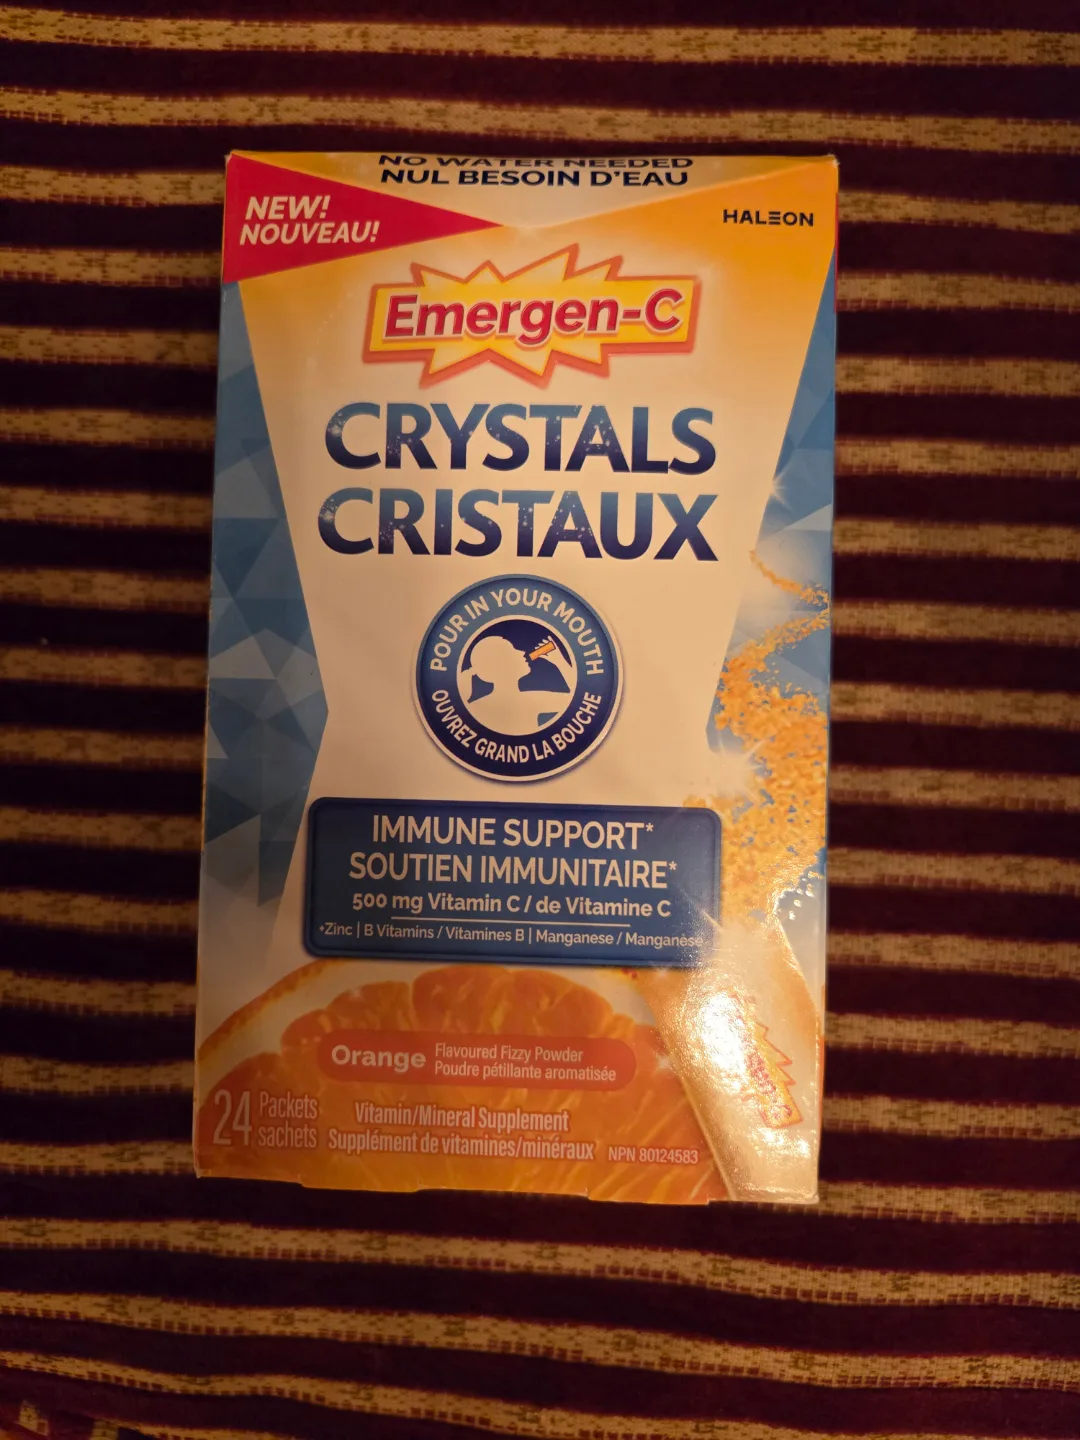 NO WATER NEEDED
NUL BESOIN D'EAU
NEW!
NOUVEAU!
HALEON
Emergen-C
CRYSTALS
CRISTAUX
POUR IN YOUR MOUTH
OUVREZ GRAND LA BOUCHE
IMMUNE SUPPORT*
SOUTIEN IMMUNITAIRE*
500 mg Vitamin C / de Vitamine C
+Zinc | B Vitamins / Vitamines B | Manganese / Manganèse
Orange
Flavoured Fizzy Powder
Poudre pétillante aromatisée
24 Packets
sachets
Vitamin/Mineral Supplement
Supplément de vitamines/minéraux
NPN 80124583
Emergen-C